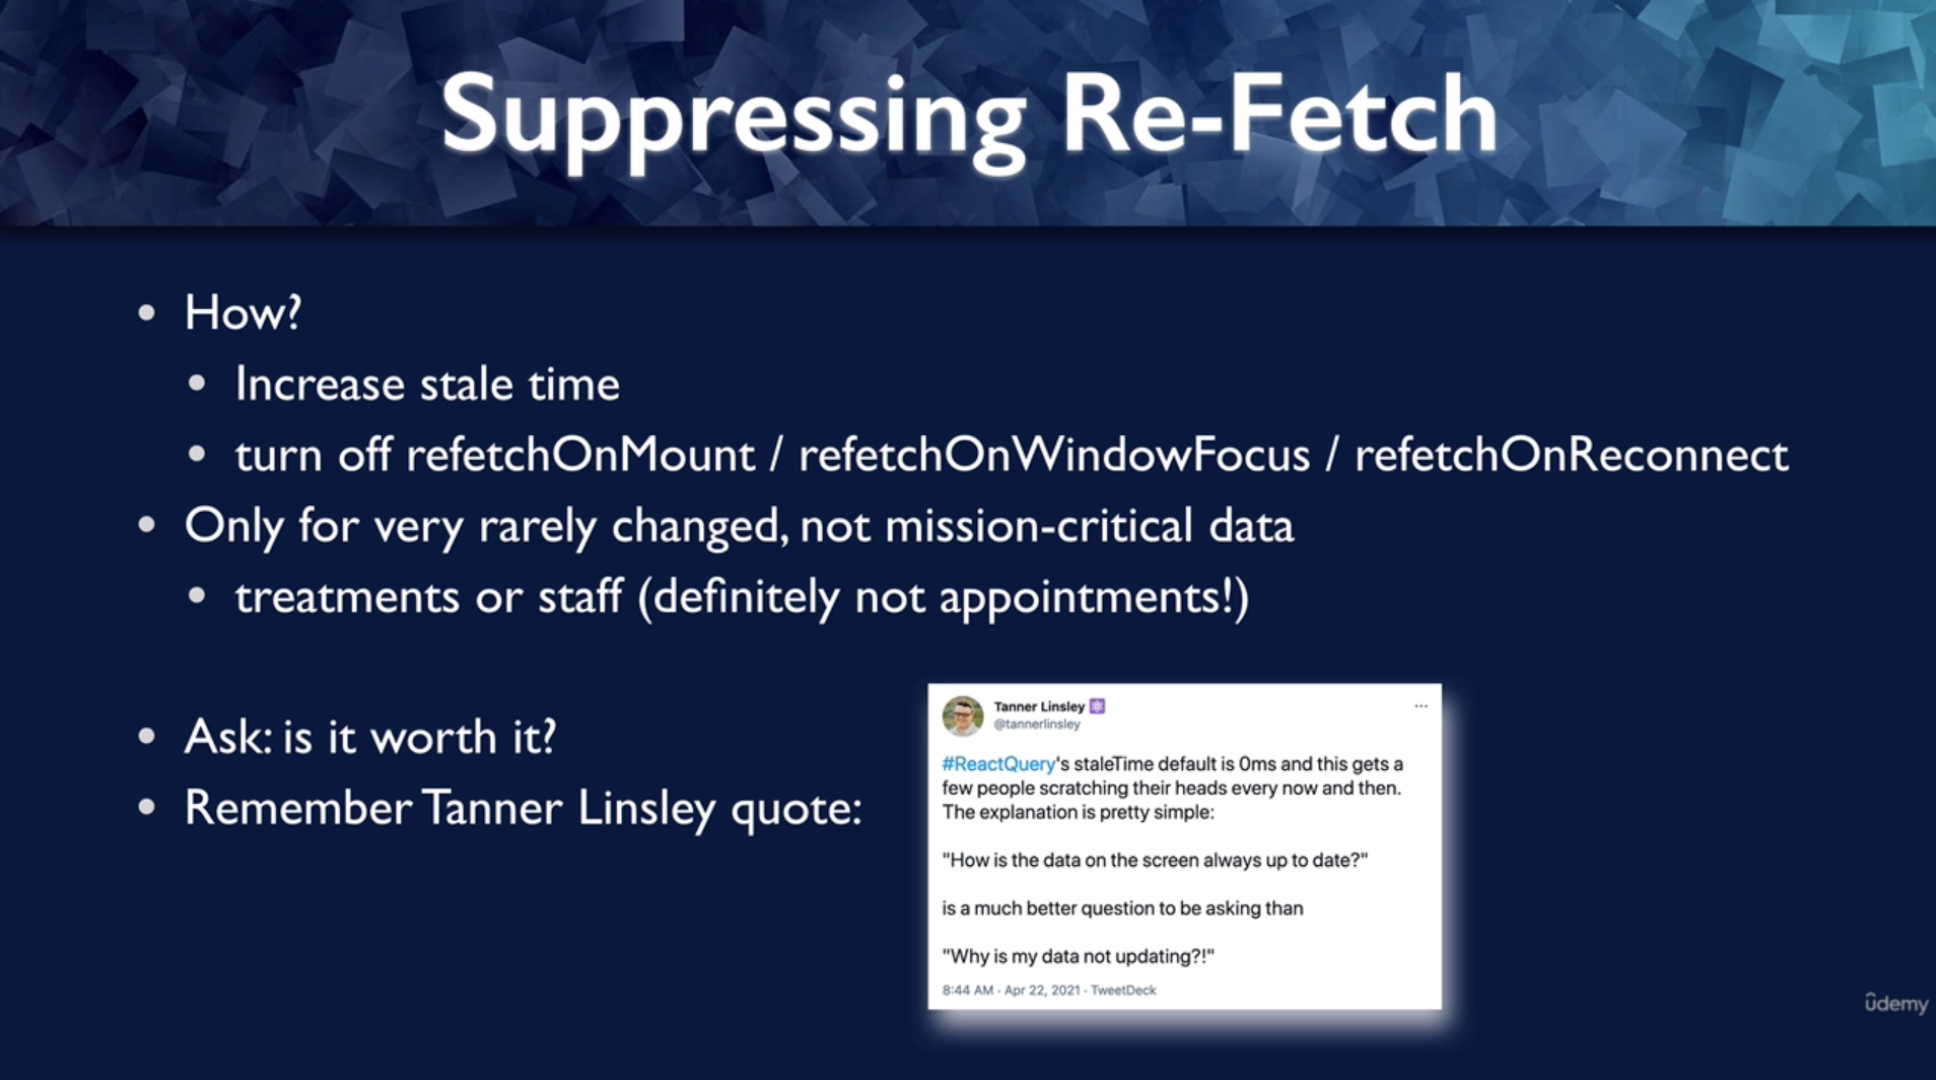 Suppressing Re-Fetch
• How?
• Increase stale time
• turn off refetchOnMount / refetchOnWindowFocus / refetchOnReconnect
• Only for very rarely changed, not mission-critical data
• treatments or staff (definitely not appointments!)
• Ask: is it worth it?
• Remember Tanner Linsley quote:
Tanner Linsley ⚛
@tannerlinsley
...
#ReactQuery's staleTime default is 0ms and this gets a
few people scratching their heads every now and then.
The explanation is pretty simple:
"How is the data on the screen always up to date?"
is a much better question to be asking than
"Why is my data not updating?!"
8:44 AM · Apr 22, 2021 · TweetDeck
ûdemy